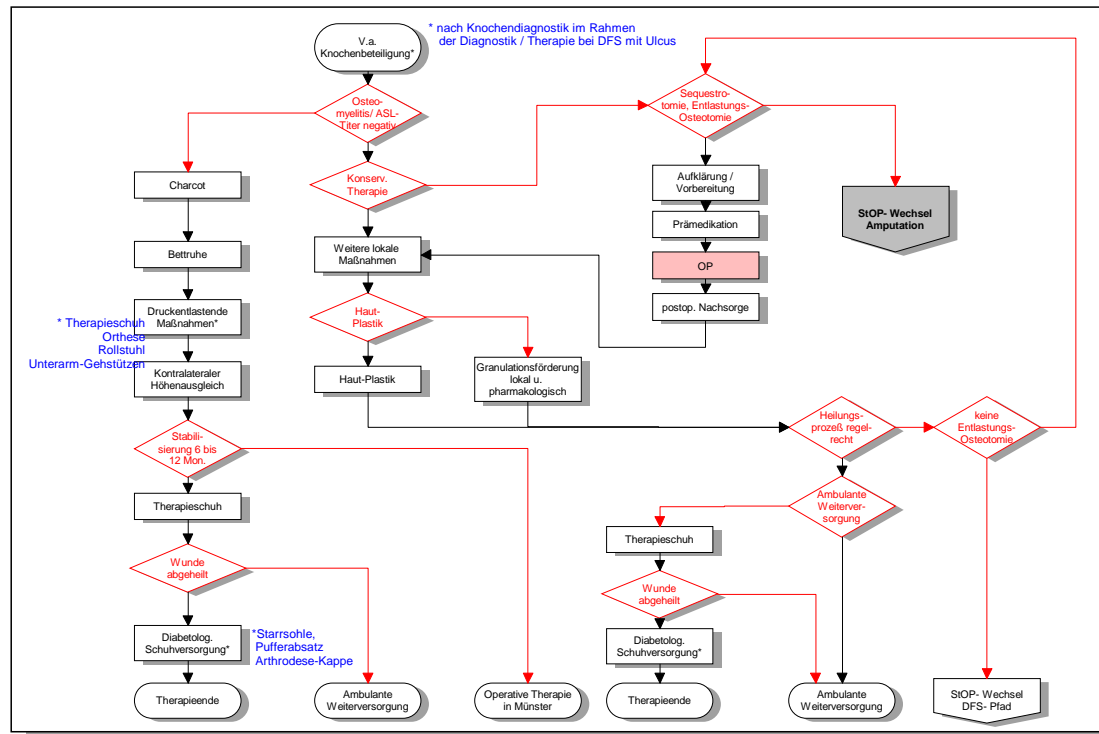 * nach Knochendiagnostik im Rahmen
der Diagnostik / Therapie bei DFS mit Ulcus
V.a.
Knochenbeteiligung*
Osteo-
myelitis/ ASL-
Titer negativ
Sequestro-
tomie, Entlastungs-
Osteotomie
Charcot
Konserv.
Therapie
Aufklärung /
Vorbereitung
StOP- Wechsel
Amputation
Prämedikation
Bettruhe
Weitere lokale
Maßnahmen
OP
Druckentlastende
Maßnahmen*
* Therapieschuh
Orthese
Rollstuhl
Unterarm-Gehstützen
Haut-
Plastik
postop. Nachsorge
Kontralateraler
Höhenausgleich
Haut-Plastik
Granulationsförderung
lokal u.
pharmakologisch
Stabili-
sierung 6 bis
12 Mon.
Heilungs-
prozeß regel-
recht
keine
Entlastungs-
Osteotomie
Therapieschuh
Ambulante
Weiterver-
sorgung
Therapieschuh
Wunde
abgeheilt
Wunde
abgeheilt
Diabetolog.
Schuhversorgung*
*Starrsohle,
Pufferabsatz
Arthrodese-Kappe
Diabetolog.
Schuhversorgung*
Therapieende
Ambulante
Weiterversorgung
Operative Therapie
in Münster
Therapieende
Ambulante
Weiterversorgung
StOP- Wechsel
DFS- Pfad